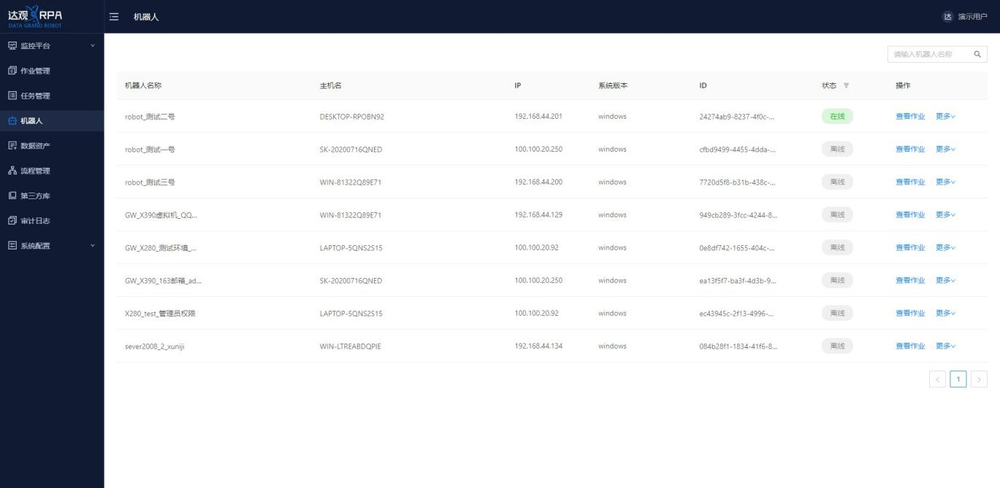 达观 RPA
DATA GRAND ROBOT
机器人
达 演示用户
监控平台
作业管理
任务管理
机器人
数据资产
流程管理
第三方库
审计日志
系统配置
请输入机器人名称
机器人名称 主机名 IP 系统版本 ID 状态 操作
robot_测试二号 DESKTOP-RPOBN92 192.168.44.201 windows 24274ab9-8237-4f0c-... 在线 查看作业 更多
robot_测试一号 SK-20200716QNED 100.100.20.250 windows cfbd9499-4455-4dda-... 离线 查看作业 更多
robot_测试三号 WIN-81322Q89E71 192.168.44.200 windows 7720d5f8-b31b-438c-... 离线 查看作业 更多
GW_X390虚拟机_QQ... WIN-81322Q89E71 192.168.44.129 windows 949cb289-3fcc-4244-8... 离线 查看作业 更多
GW_X280_测试环境_... LAPTOP-5QNS2S15 100.100.20.92 windows 0e8df742-1655-404c-... 离线 查看作业 更多
GW_X390_163邮箱_ad... SK-20200716QNED 100.100.20.250 windows ea13f5f7-ba3f-4d3b-9... 离线 查看作业 更多
X280_test_管理员权限 LAPTOP-5QNS2S15 100.100.20.92 windows ec43945c-2f13-4996-... 离线 查看作业 更多
sever2008_2_xuniji WIN-LTREABDQPIE 192.168.44.134 windows 084b28f1-1834-41f6-8... 离线 查看作业 更多
< 1 >